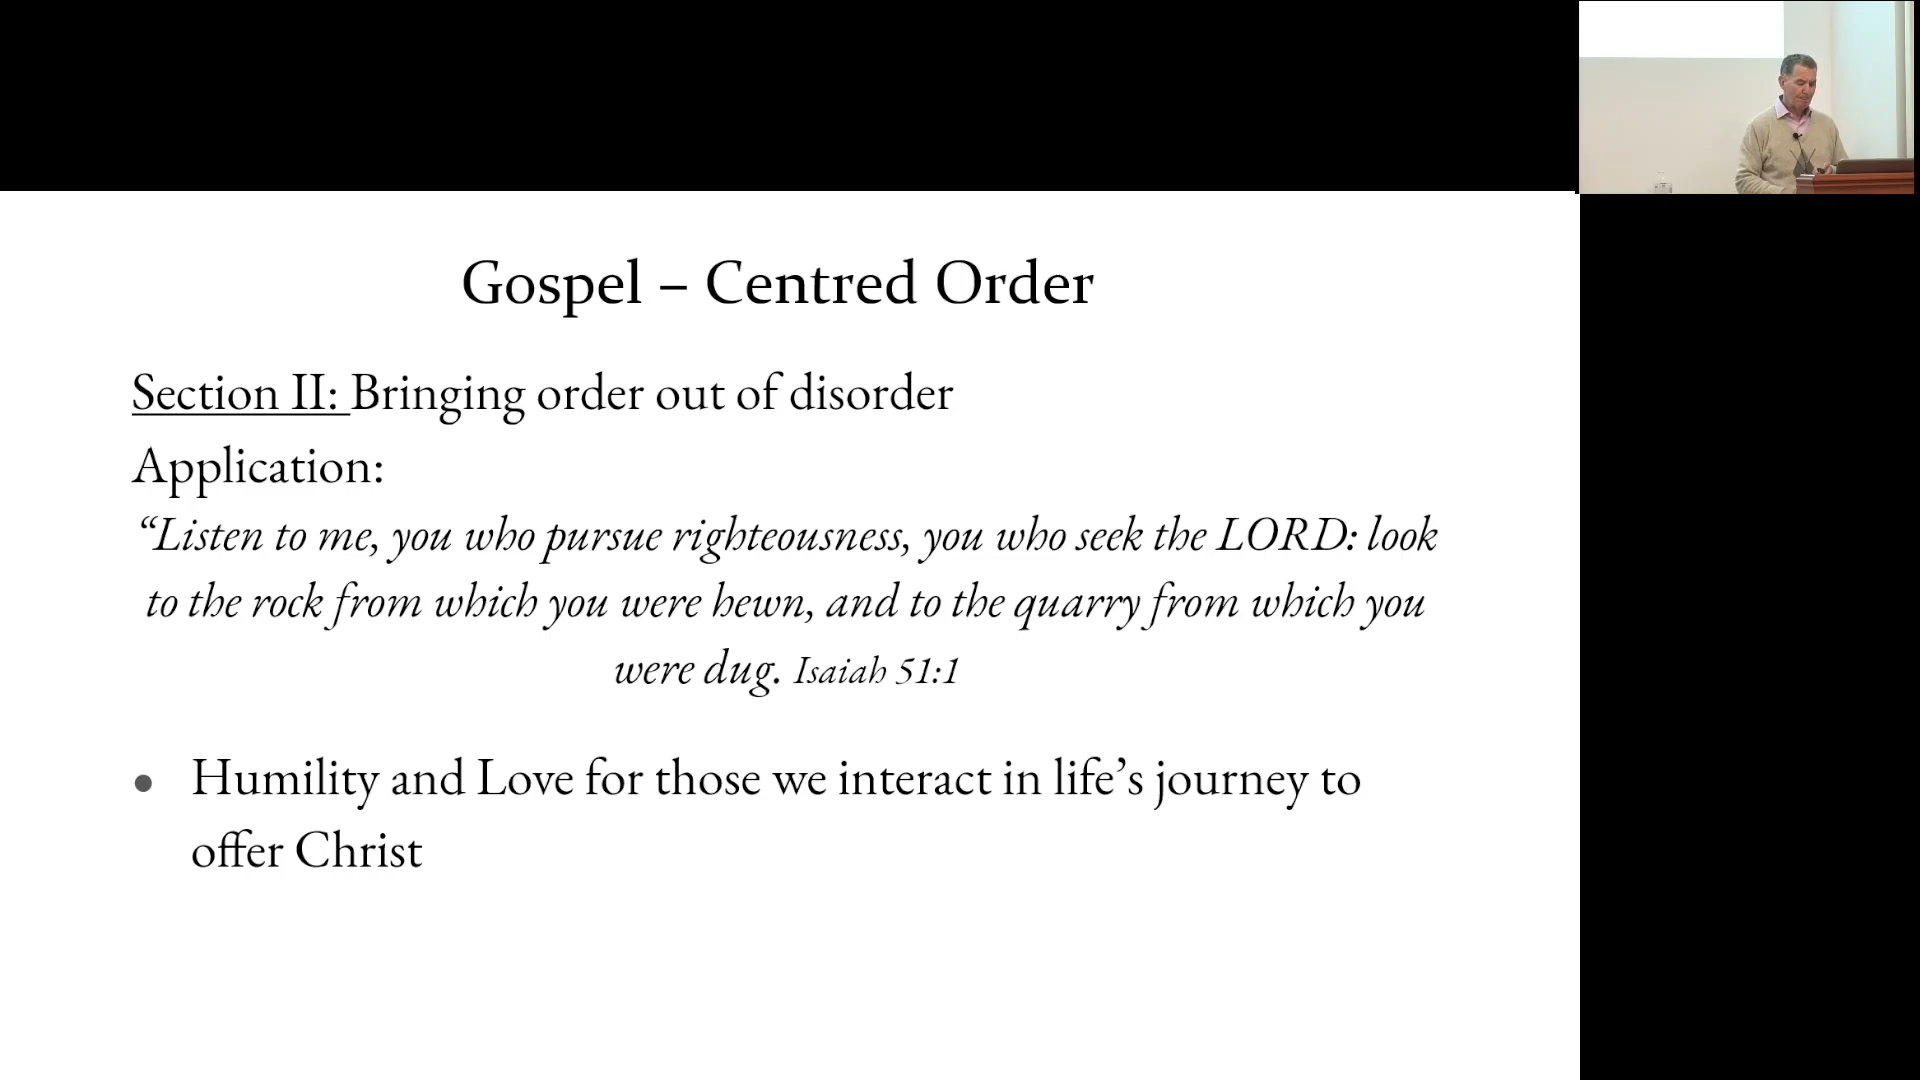 Gospel – Centred Order
Section II: Bringing order out of disorder
Application:
“Listen to me, you who pursue righteousness, you who seek the LORD: look
to the rock from which you were hewn, and to the quarry from which you
were dug. Isaiah 51:1
● Humility and Love for those we interact in life’s journey to
offer Christ